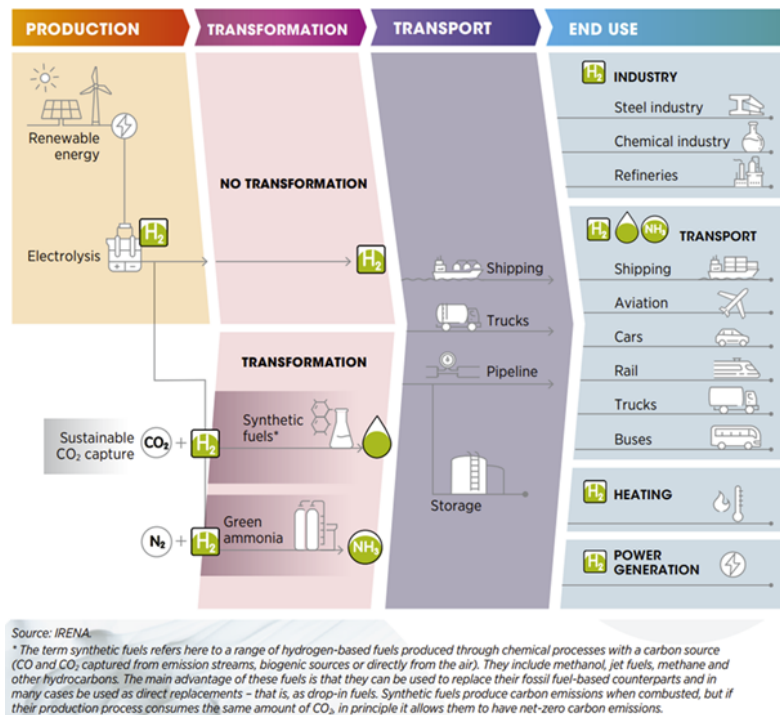 PRODUCTION
TRANSFORMATION
TRANSPORT
END USE
Renewable
energy
Electrolysis
H2
NO TRANSFORMATION
H2
TRANSFORMATION
Sustainable
CO2 capture
CO2 + H2
Synthetic
fuels*
N2 + H2
Green
ammonia
NH3
Shipping
Trucks
Pipeline
Storage
H2 INDUSTRY
Steel industry
Chemical industry
Refineries
H2 NH3 TRANSPORT
Shipping
Aviation
Cars
Rail
Trucks
Buses
H2 HEATING
H2 POWER
GENERATION
Source: IRENA.
* The term synthetic fuels refers here to a range of hydrogen-based fuels produced through chemical processes with a carbon source
(CO and CO2 captured from emission streams, biogenic sources or directly from the air). They include methanol, jet fuels, methane and
other hydrocarbons. The main advantage of these fuels is that they can be used to replace their fossil fuel-based counterparts and in
many cases be used as direct replacements – that is, as drop-in fuels. Synthetic fuels produce carbon emissions when combusted, but if
their production process consumes the same amount of CO2, in principle it allows them to have net-zero carbon emissions.